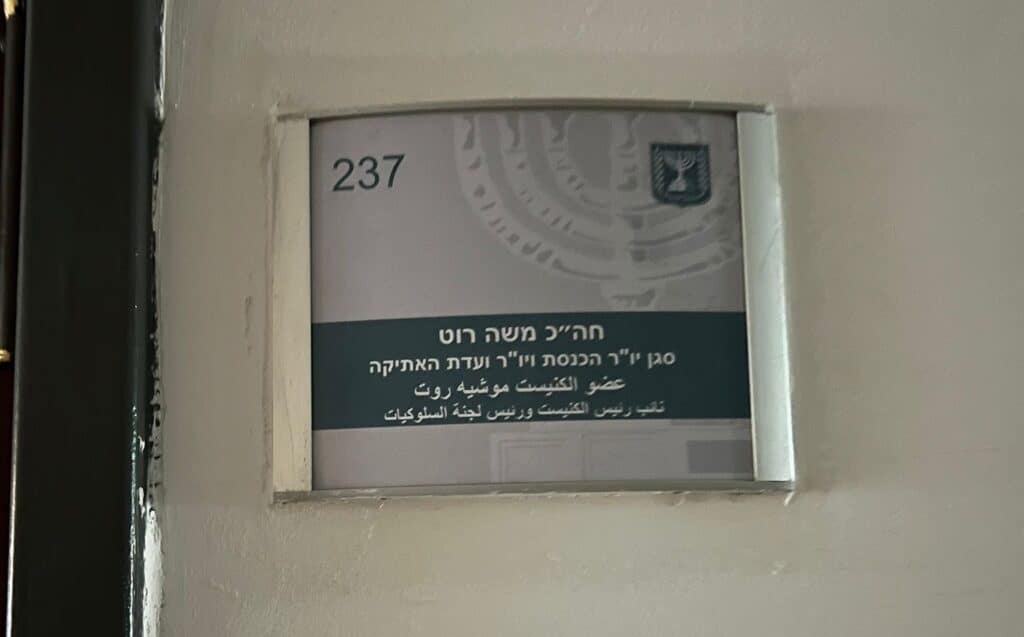 237
חה״כ משה רוט
סגן יו"ר הכנסת ויו"ר ועדת האתיקה
عضو الكنيست موشيه روت
نائب رئيس الكنيست ورئيس لجنة السلوكيات